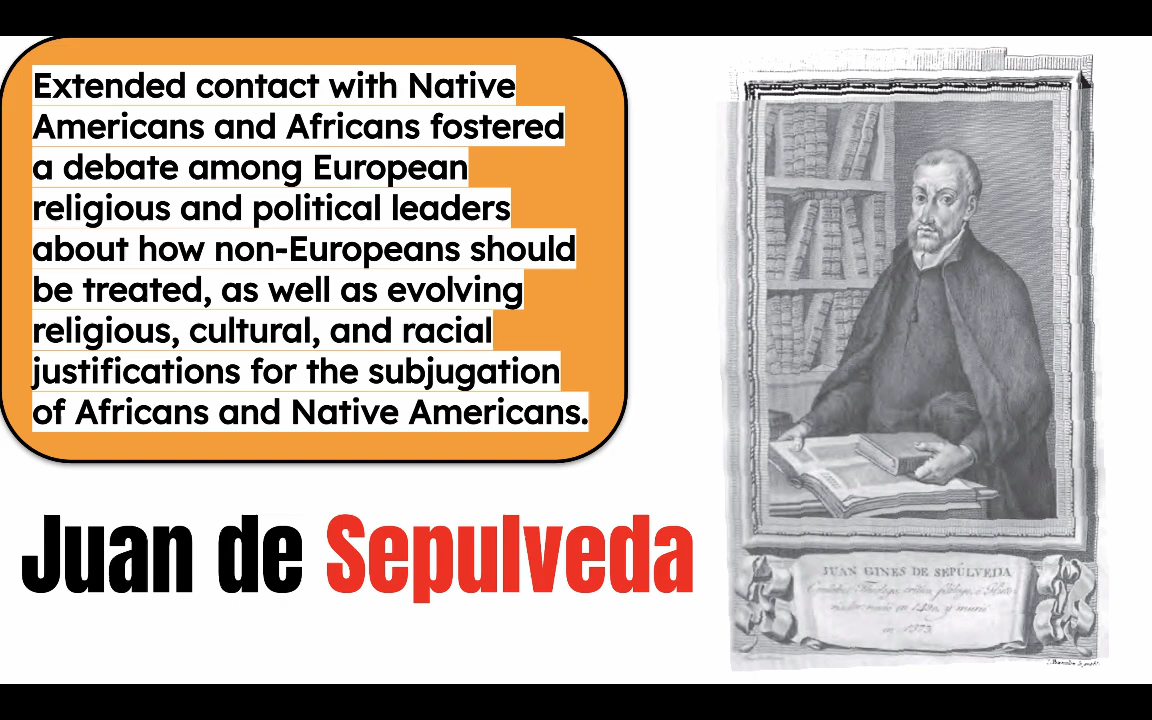 Extended contact with Native
Americans and Africans fostered
a debate among European
religious and political leaders
about how non-Europeans should
be treated, as well as evolving
religious, cultural, and racial
justifications for the subjugation
of Africans and Native Americans.
Juan de Sepulveda
JUAN GINES DE SEPÚLVEDA
en 1573.